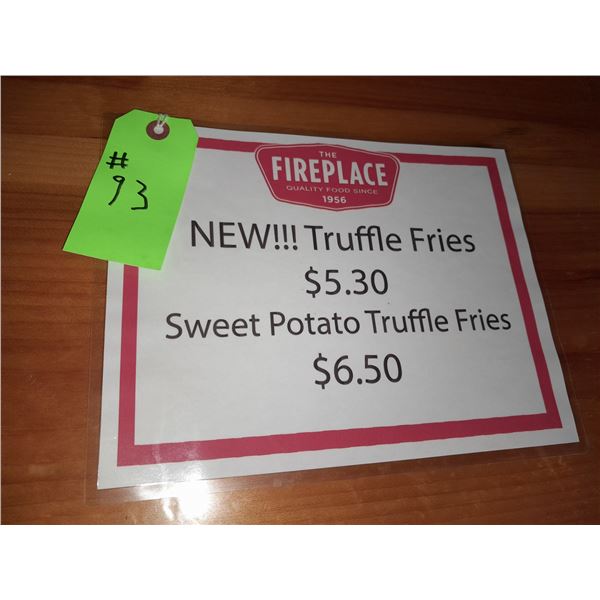 #
93
THE
FIREPLACE
QUALITY FOOD SINCE
1956
NEW!!! Truffle Fries
$5.30
Sweet Potato Truffle Fries
$6.50